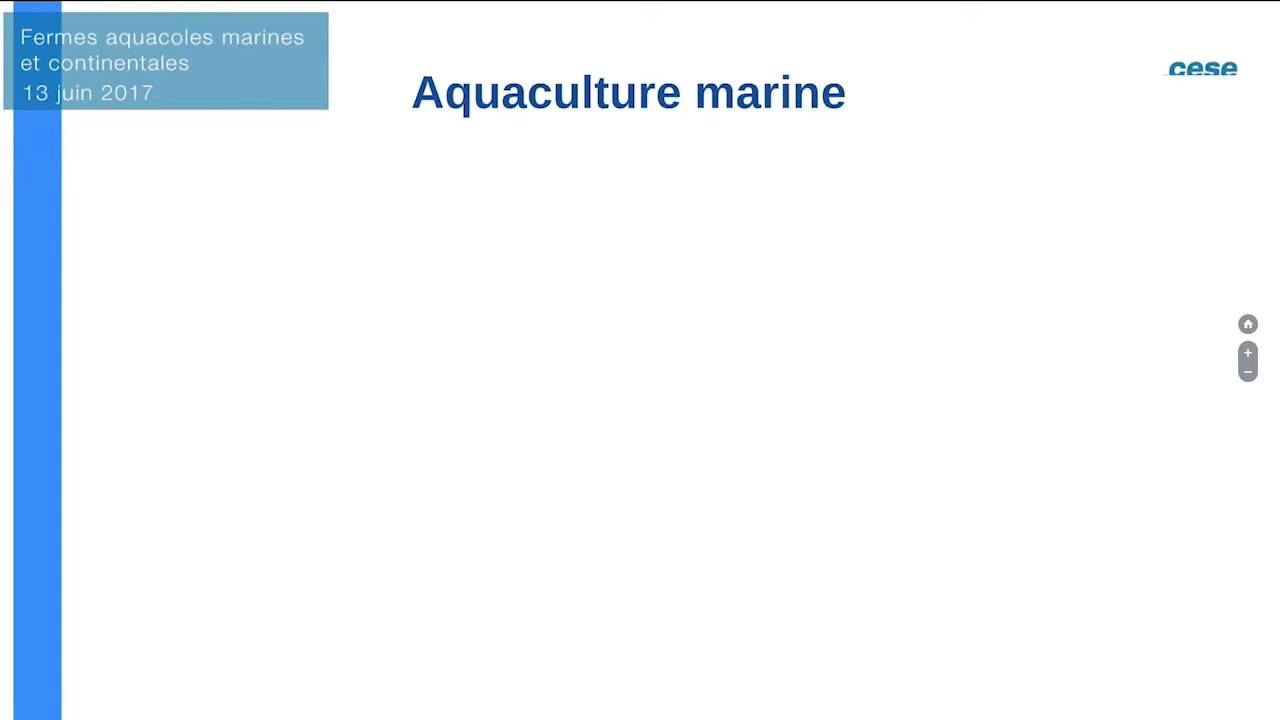 Fermes aquacoles marines
et continentales
13 juin 2017
Aquaculture marine
cese